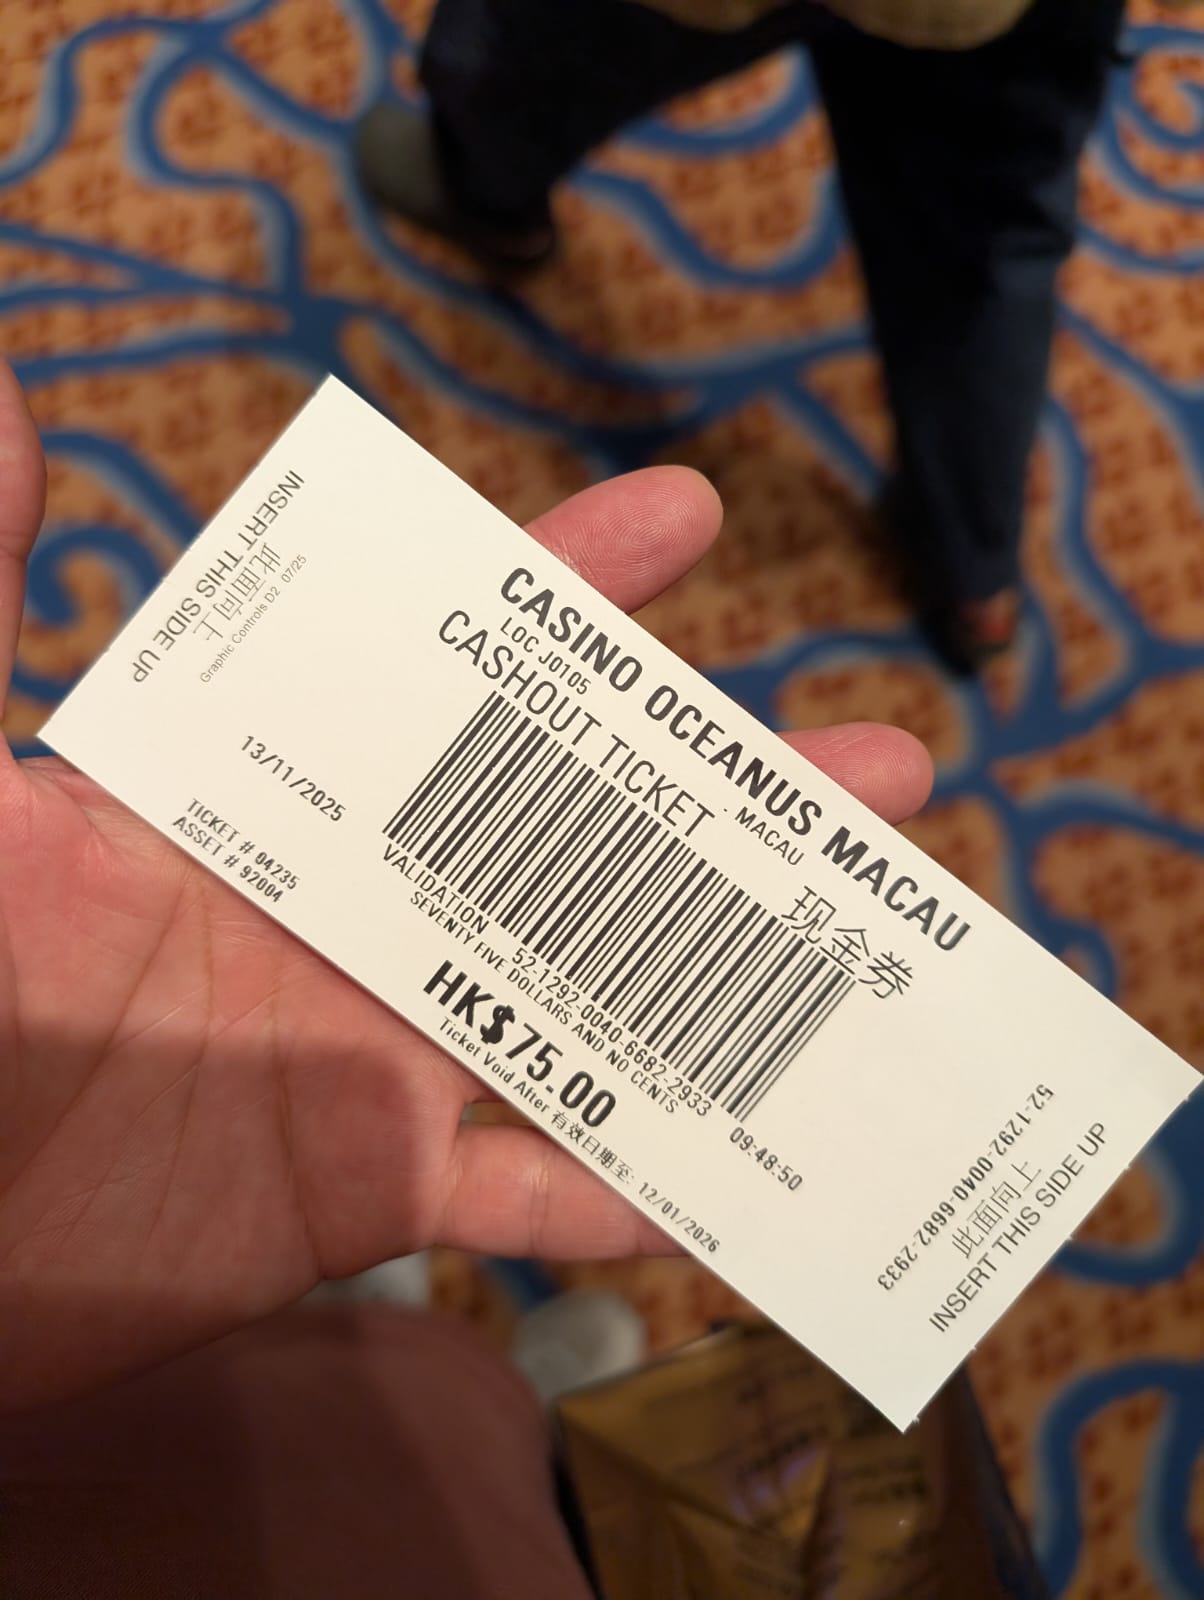 INSERT THIS SIDE UP
此面向上
Graphic Controls D2 07/25
CASINO OCEANUS MACAU
LOC J0105
· MACAU
CASHOUT TICKET
现金券
13/11/2025
VALIDATION 52-1292-0040-6682-2933
09:48:50
TICKET # 04235
SEVENTY FIVE DOLLARS AND NO CENTS
ASSET # 92004
HK$75.00
Ticket Void After 有效日期至: 12/01/2026
52-1292-0040-6682-2933
此面向上
INSERT THIS SIDE UP